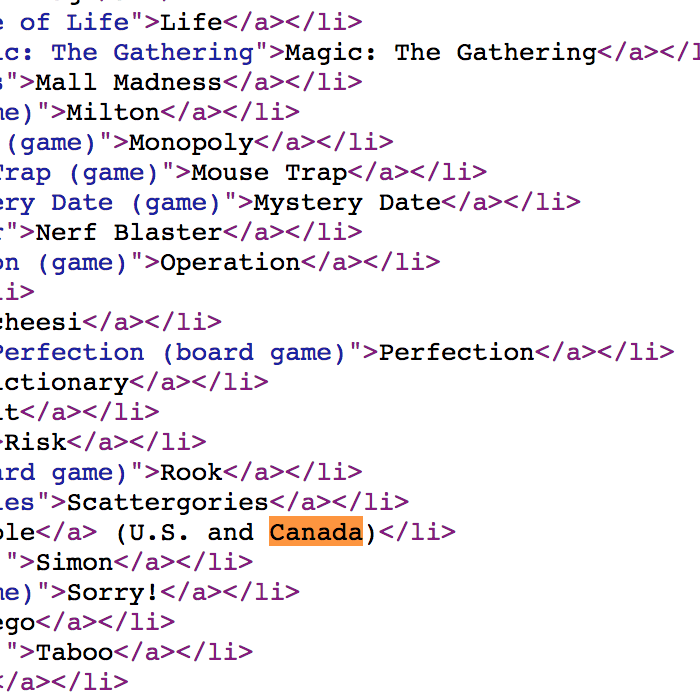 e of Life">Life</a></li>
ic: The Gathering">Magic: The Gathering</a></l
s">Mall Madness</a></li>
me)">Milton</a></li>
(game)">Monopoly</a></li>
Trap (game)">Mouse Trap</a></li>
ery Date (game)">Mystery Date</a></li>
r">Nerf Blaster</a></li>
on (game)">Operation</a></li>
li>
cheesi</a></li>
Perfection (board game)">Perfection</a></li>
ictionary</a></li>
it</a></li>
>Risk</a></li>
ard game)">Rook</a></li>
ies">Scattergories</a></li>
ble</a> (U.S. and Canada)</li>
">Simon</a></li>
me)">Sorry!</a></li>
ego</a></li>
">Taboo</a></li>
</a></li>